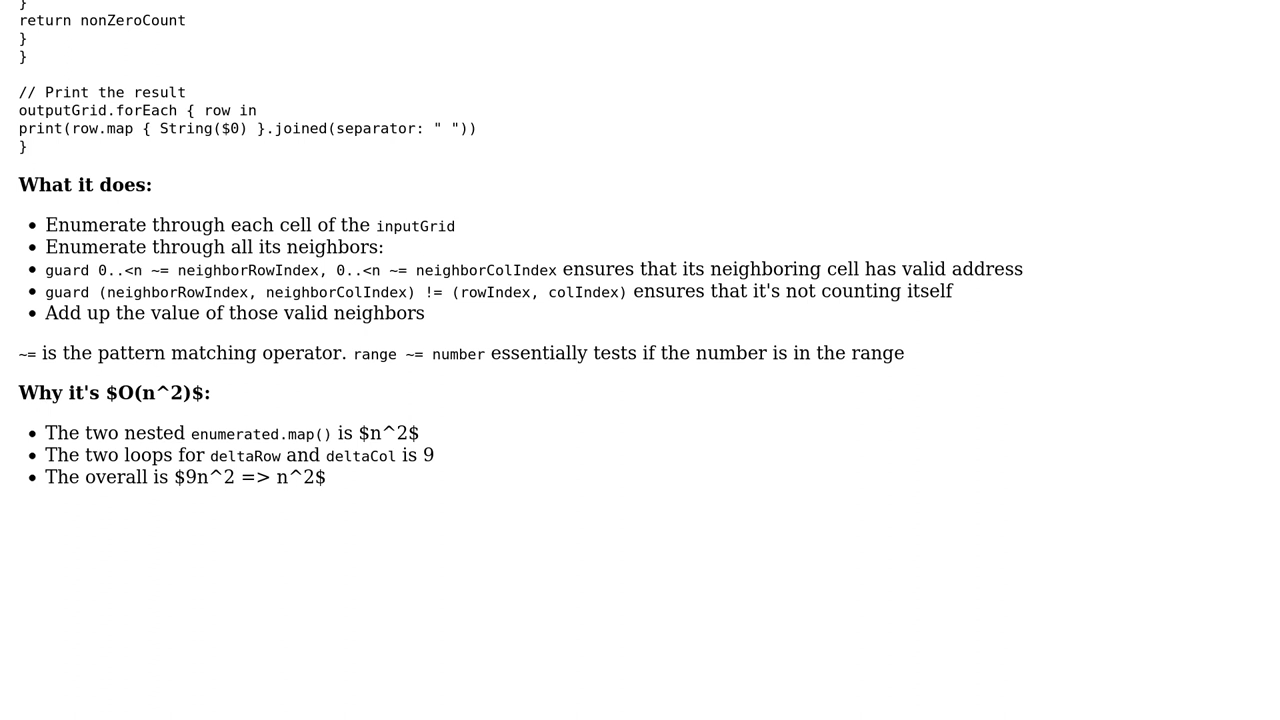 }
return nonZeroCount
}
}
// Print the result
outputGrid.forEach { row in
print(row.map { String($0) }.joined(separator: " "))
}
What it does:
• Enumerate through each cell of the inputGrid
• Enumerate through all its neighbors:
• guard 0..<n ~= neighborRowIndex, 0..<n ~= neighborColIndex ensures that its neighboring cell has valid address
• guard (neighborRowIndex, neighborColIndex) != (rowIndex, colIndex) ensures that it's not counting itself
• Add up the value of those valid neighbors
~= is the pattern matching operator. range ~= number essentially tests if the number is in the range
Why it's $O(n^2)$:
• The two nested enumerated.map() is $n^2$
• The two loops for deltaRow and deltaCol is 9
• The overall is $9n^2 => n^2$